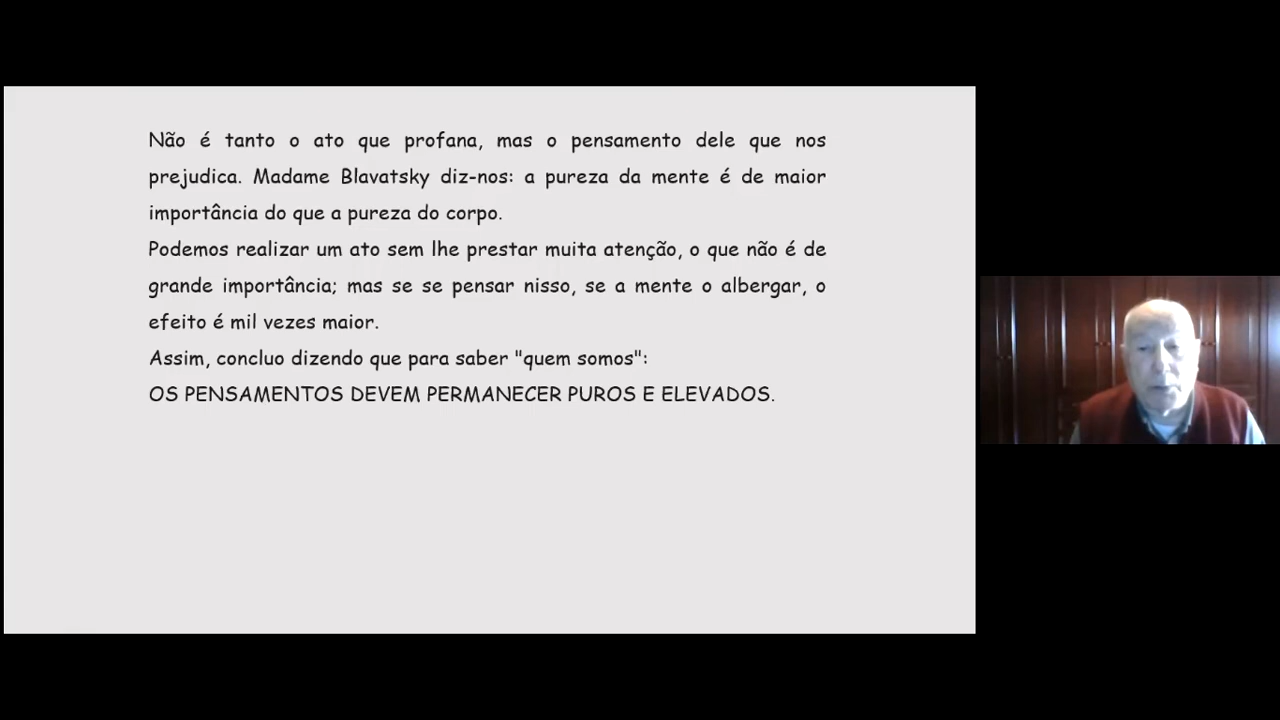 Não é tanto o ato que profana, mas o pensamento dele que nos
prejudica. Madame Blavatsky diz-nos: a pureza da mente é de maior
importância do que a pureza do corpo.
Podemos realizar um ato sem lhe prestar muita atenção, o que não é de
grande importância; mas se se pensar nisso, se a mente o albergar, o
efeito é mil vezes maior.
Assim, concluo dizendo que para saber "quem somos":
OS PENSAMENTOS DEVEM PERMANECER PUROS E ELEVADOS.